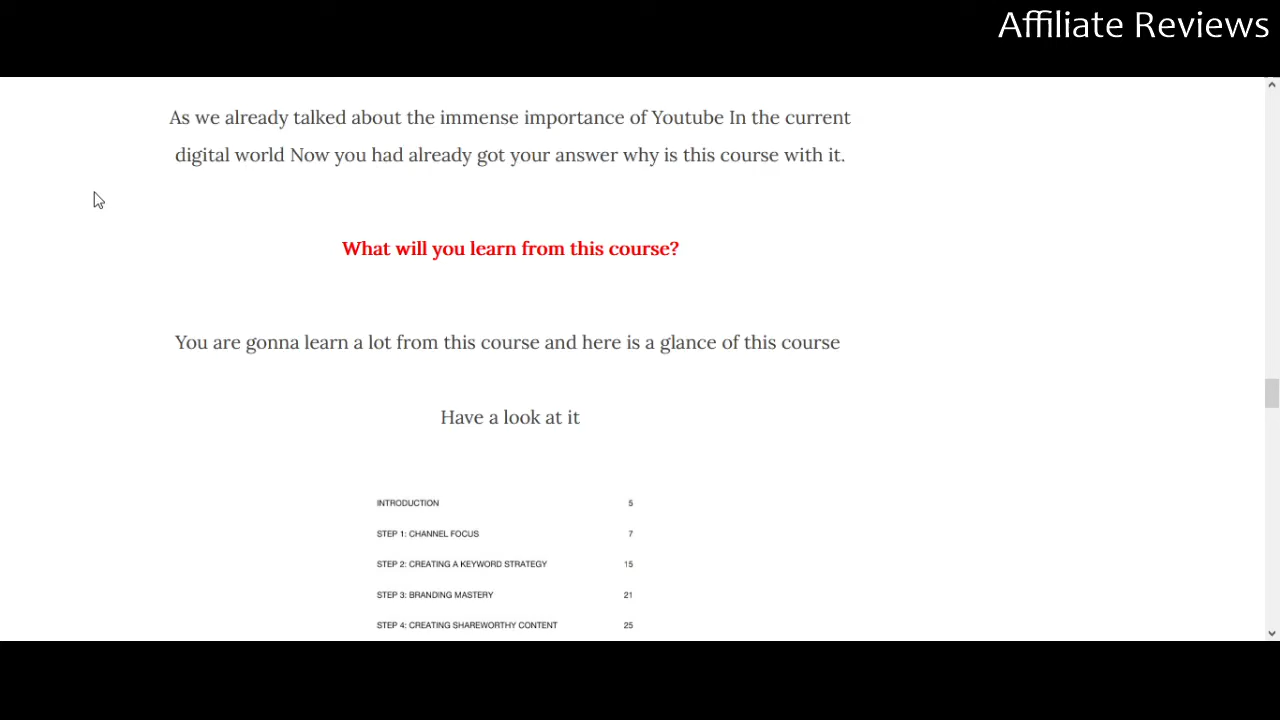 Affiliate Reviews
As we already talked about the immense importance of Youtube In the current
digital world Now you had already got your answer why is this course with it.
What will you learn from this course?
You are gonna learn a lot from this course and here is a glance of this course
Have a look at it
INTRODUCTION 5
STEP 1: CHANNEL FOCUS 7
STEP 2: CREATING A KEYWORD STRATEGY 15
STEP 3: BRANDING MASTERY 21
STEP 4: CREATING SHAREWORTHY CONTENT 25